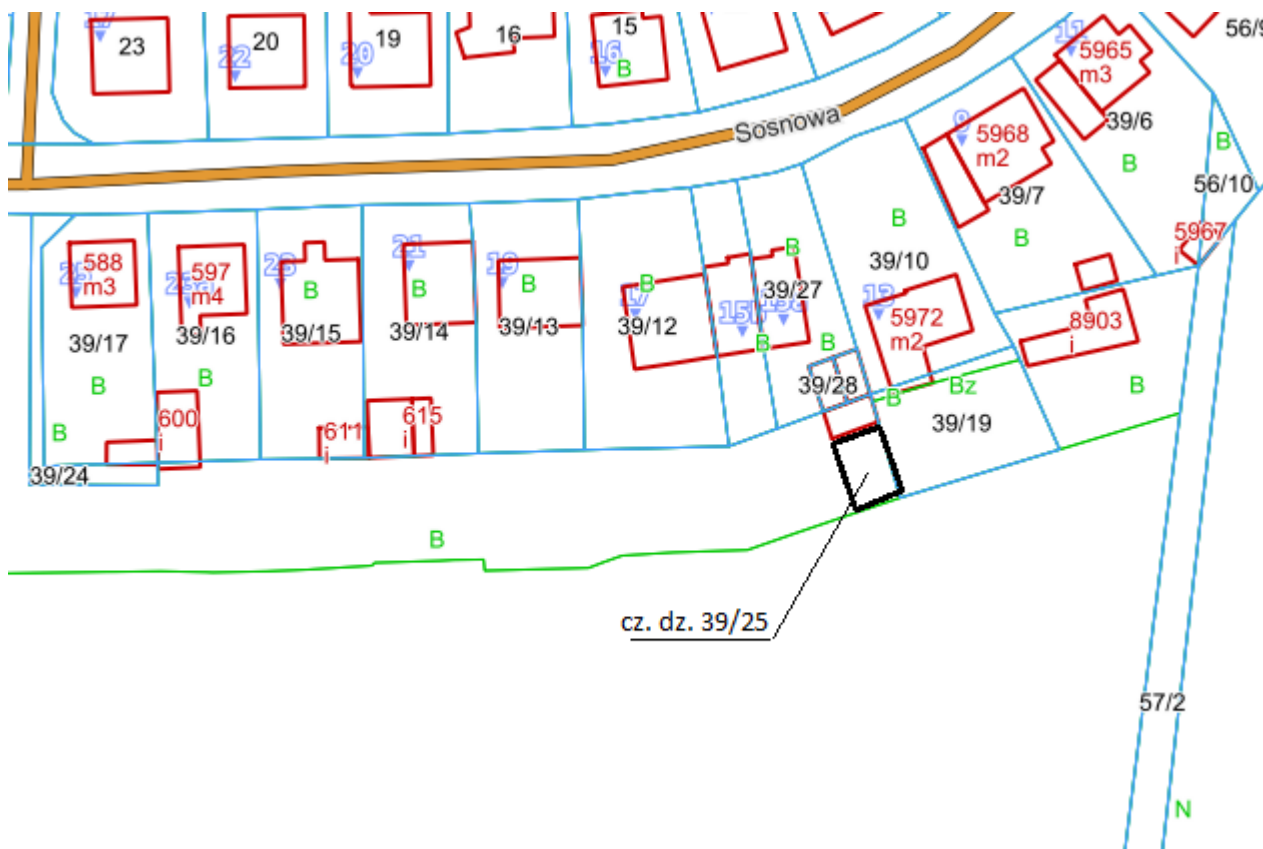 17
23
22
20
20
19
16
15
16
B
11
5965
m3
56/9
Sosnowa
39/6
B
B
9
5968
m2
39/7
B
56/10
5967
i
B
39/10
25
588
m3
39/17
B
B
597
m4
39/16
B
23
B
39/15
21
B
39/14
19
B
39/13
B
17
39/12
B
39/27
B
B
13
5972
m2
8903
i
B
39/28
B
Bz
39/19
600
i
611
i
615
i
39/24
B
cz. dz. 39/25
57/2
N